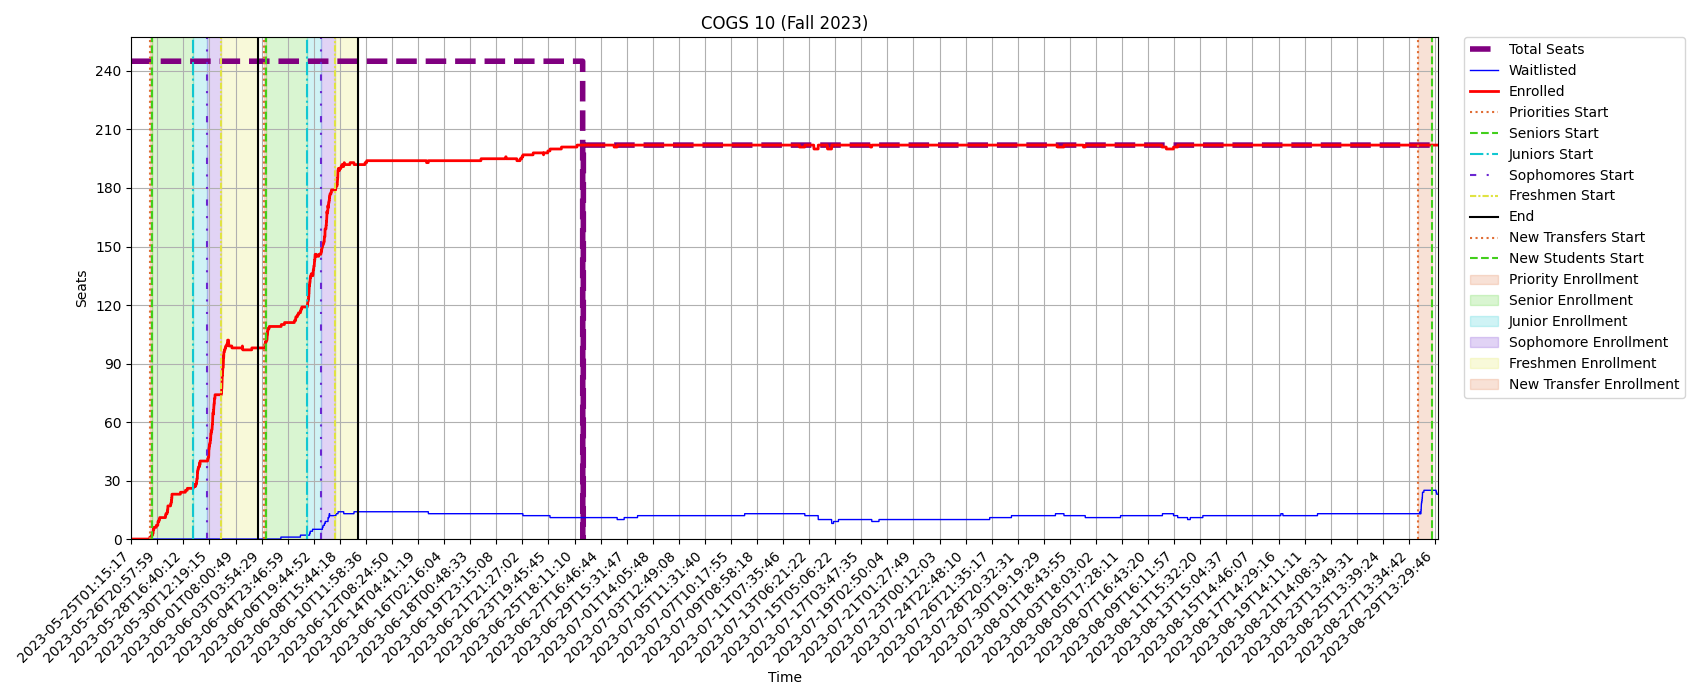 COGS 10 (Fall 2023)
Seats
240
210
180
150
120
90
60
30
0
2023-05-25T01:15:17
2023-05-26T20:57:59
2023-05-28T16:40:12
2023-05-30T12:19:15
2023-06-01T08:00:49
2023-06-03T03:54:29
2023-06-04T23:46:59
2023-06-06T19:44:52
2023-06-08T15:44:18
2023-06-10T11:58:36
2023-06-12T08:24:50
2023-06-14T04:41:19
2023-06-16T02:16:04
2023-06-18T00:48:33
2023-06-19T23:15:08
2023-06-21T21:27:02
2023-06-23T19:45:45
2023-06-25T18:11:10
2023-06-27T16:46:44
2023-06-29T15:31:47
2023-07-01T14:05:48
2023-07-03T12:49:08
2023-07-05T11:31:40
2023-07-07T10:17:55
2023-07-09T08:58:18
2023-07-11T07:35:46
2023-07-13T06:21:22
2023-07-15T05:06:22
2023-07-17T03:47:35
2023-07-19T02:50:04
2023-07-21T01:27:49
2023-07-23T00:12:03
2023-07-24T22:48:10
2023-07-26T21:35:17
2023-07-28T20:32:31
2023-07-30T19:19:29
2023-08-01T18:43:55
2023-08-03T18:03:02
2023-08-05T17:28:11
2023-08-07T16:43:20
2023-08-09T16:11:57
2023-08-11T15:32:20
2023-08-13T15:04:37
2023-08-15T14:46:07
2023-08-17T14:29:16
2023-08-19T14:11:11
2023-08-21T14:08:31
2023-08-23T13:49:31
2023-08-25T13:39:24
2023-08-27T13:34:42
2023-08-29T13:29:46
Time
Total Seats
Waitlisted
Enrolled
Priorities Start
Seniors Start
Juniors Start
Sophomores Start
Freshmen Start
End
New Transfers Start
New Students Start
Priority Enrollment
Senior Enrollment
Junior Enrollment
Sophomore Enrollment
Freshmen Enrollment
New Transfer Enrollment